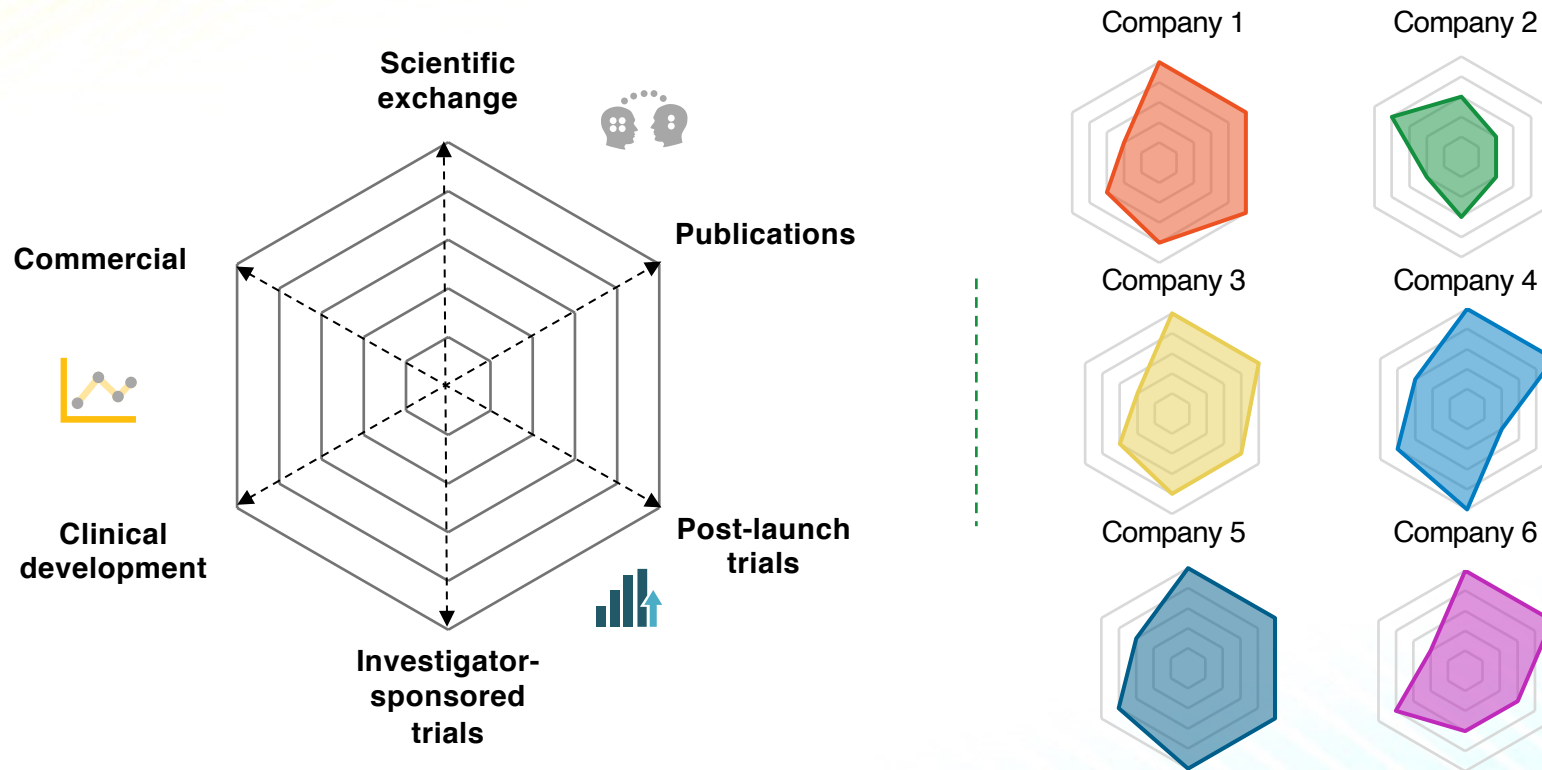 Scientific
exchange
Publications
Commercial
Post-launch
trials
Clinical
development
Investigator-
sponsored
trials
Company 1
Company 2
Company 3
Company 4
Company 5
Company 6